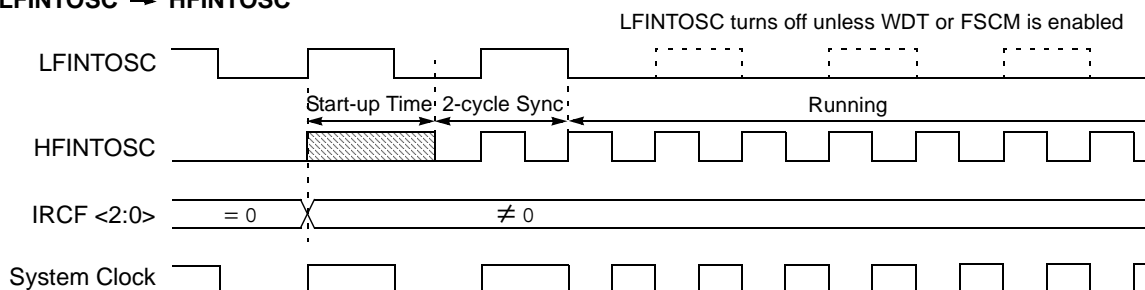 LFINTOSC → HFINTOSC
LFINTOSC turns off unless WDT or FSCM is enabled
LFINTOSC
Start-up Time 2-cycle Sync Running
HFINTOSC
IRCF <2:0> = 0 ≠ 0
System Clock